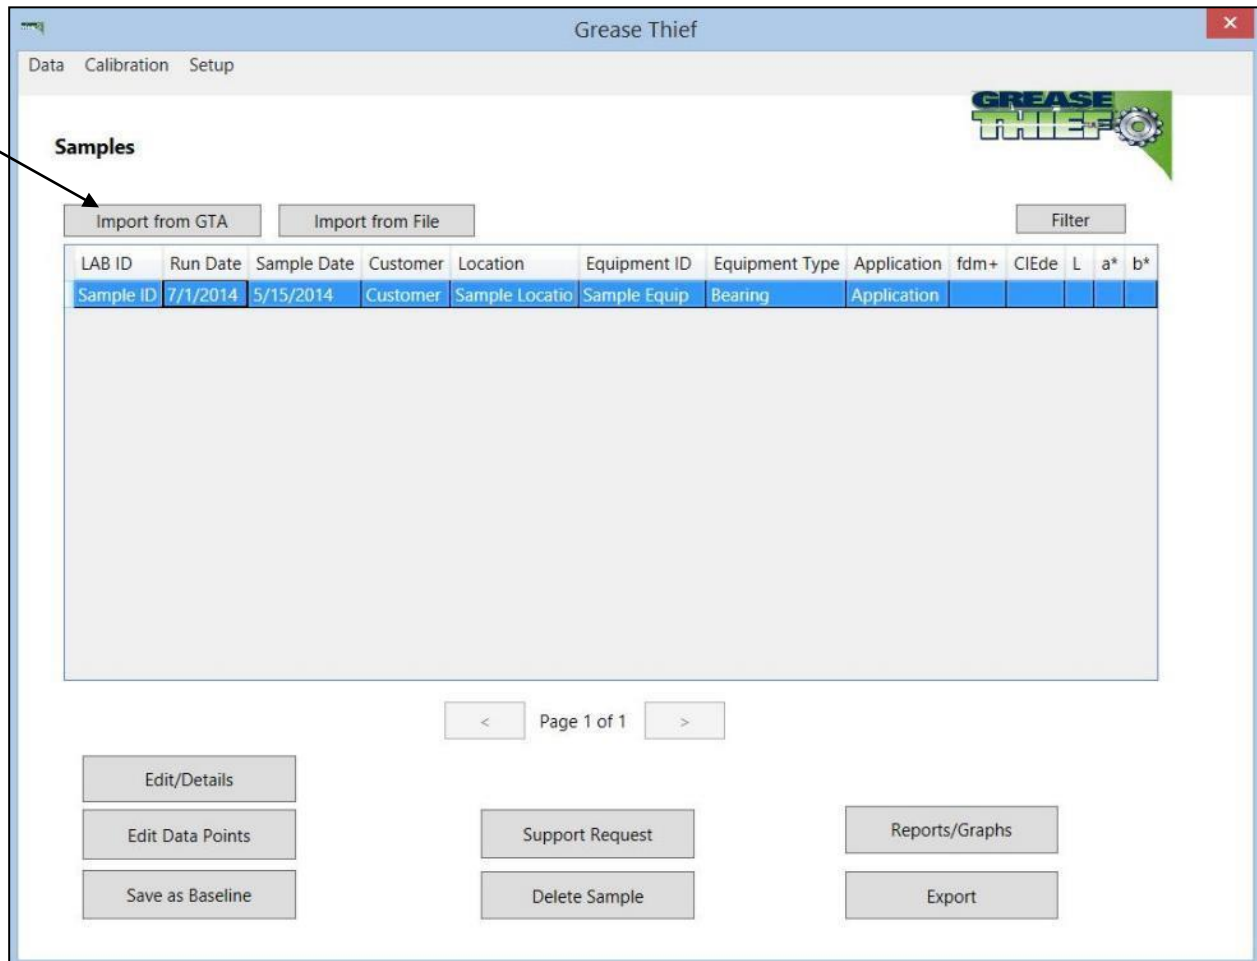 Grease Thief
Data Calibration Setup
GREASE
THIEF
Samples
Import from GTA Import from File Filter
LAB ID Run Date Sample Date Customer Location Equipment ID Equipment Type Application fdm+ CIEde L a* b*
Sample ID 7/1/2014 5/15/2014 Customer Sample Locatio Sample Equip Bearing Application
< Page 1 of 1 >
Edit/Details
Edit Data Points Support Request Reports/Graphs
Save as Baseline Delete Sample Export